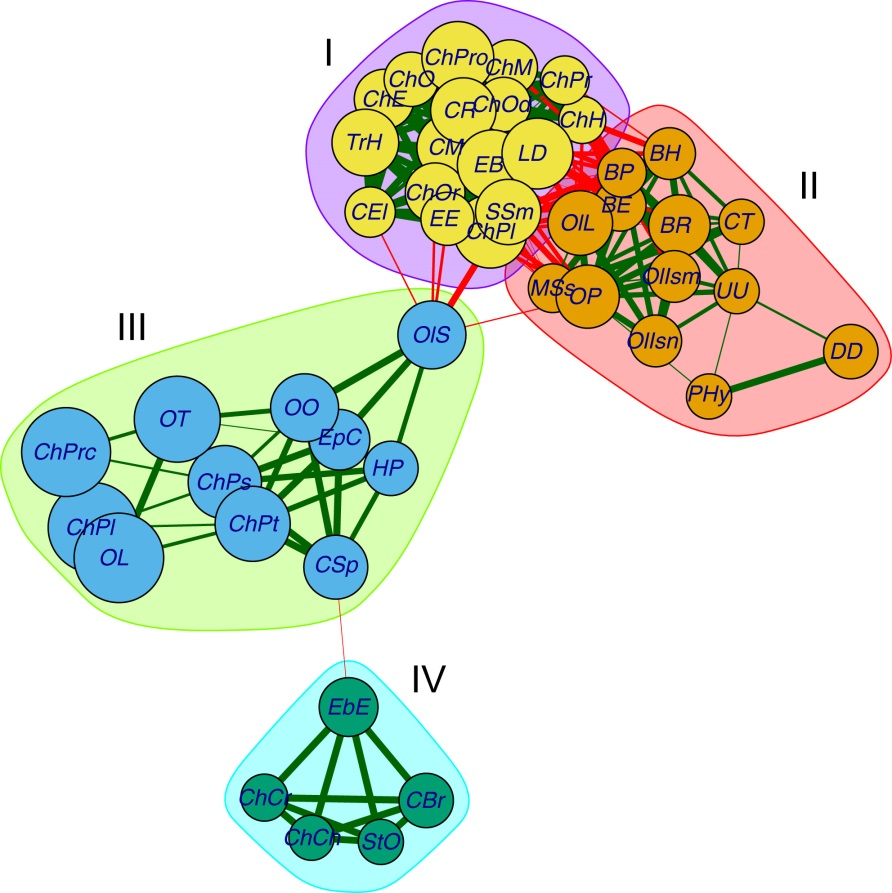 I
ChPro
ChM
ChPr
ChO
ChE
CR
ChOd
ChH
TrH
CM
EB
LD
ChOr
CEl
EE
SSm
ChPl
II
BH
BP
BE
OIL
BR
CT
MSs
OP
OIlsm
UU
OIlsn
DD
PHy
III
OIS
OT
OO
EpC
ChPrc
ChPs
HP
ChPl
ChPt
OL
CSp
IV
EbE
ChCr
CBr
ChCh
StO